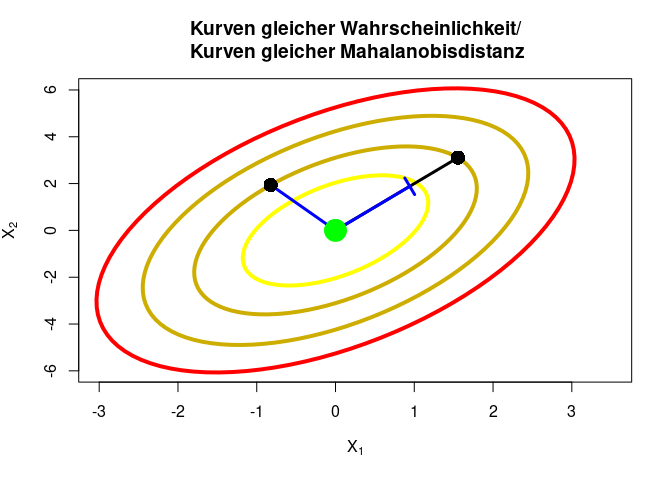 Kurven gleicher Wahrscheinlichkeit/
Kurven gleicher Mahalanobisdistanz
6
4
2
0
-2
-4
-6
X2
-3 -2 -1 0 1 2 3
X1